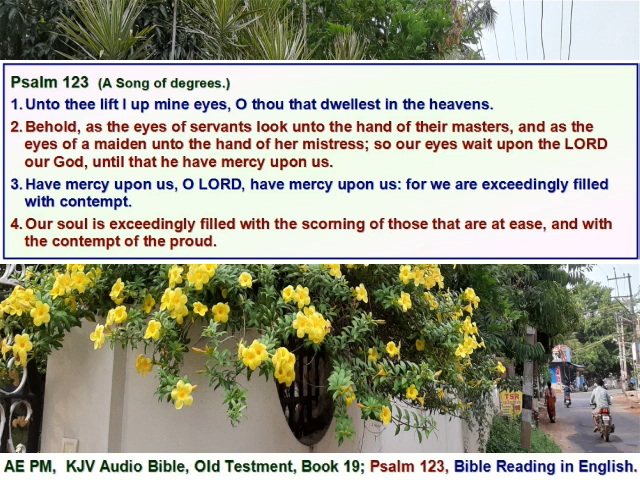 Psalm 123 (A Song of degrees.)
1. Unto thee lift I up mine eyes, O thou that dwellest in the heavens.
2. Behold, as the eyes of servants look unto the hand of their masters, and as the
eyes of a maiden unto the hand of her mistress; so our eyes wait upon the LORD
our God, until that he have mercy upon us.
3. Have mercy upon us, O LORD, have mercy upon us: for we are exceedingly filled
with contempt.
4. Our soul is exceedingly filled with the scorning of those that are at ease, and with
the contempt of the proud.
TSR
AE PM, KJV Audio Bible, Old Testment, Book 19; Psalm 123, Bible Reading in English.